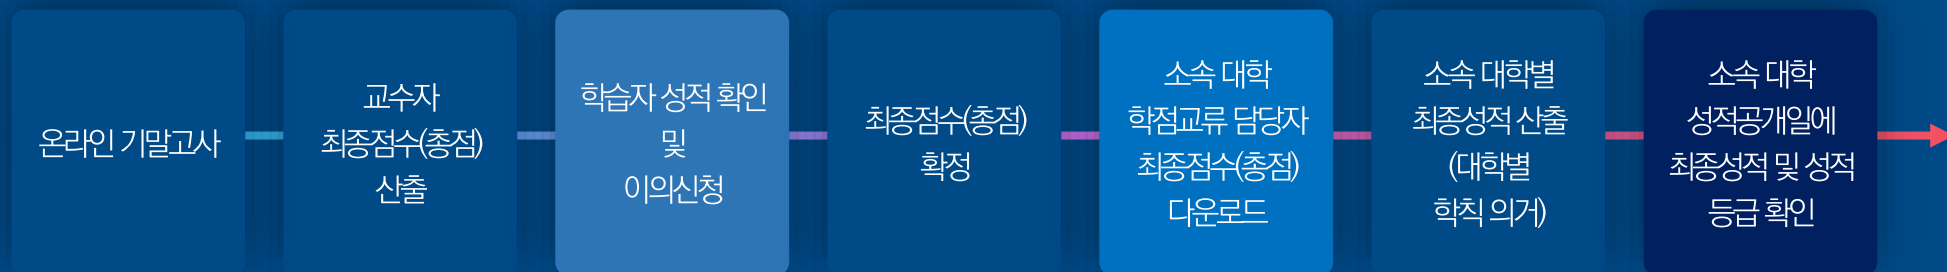 온라인 기말고사
교수자
최종점수(총점)
산출
학습자 성적 확인
및
이의신청
최종점수(총점)
확정
소속 대학
학점교류 담당자
최종점수(총점)
다운로드
소속 대학별
최종성적 산출
(대학별
학칙 의거)
소속 대학
성적공개일에
최종성적 및 성적
등급 확인